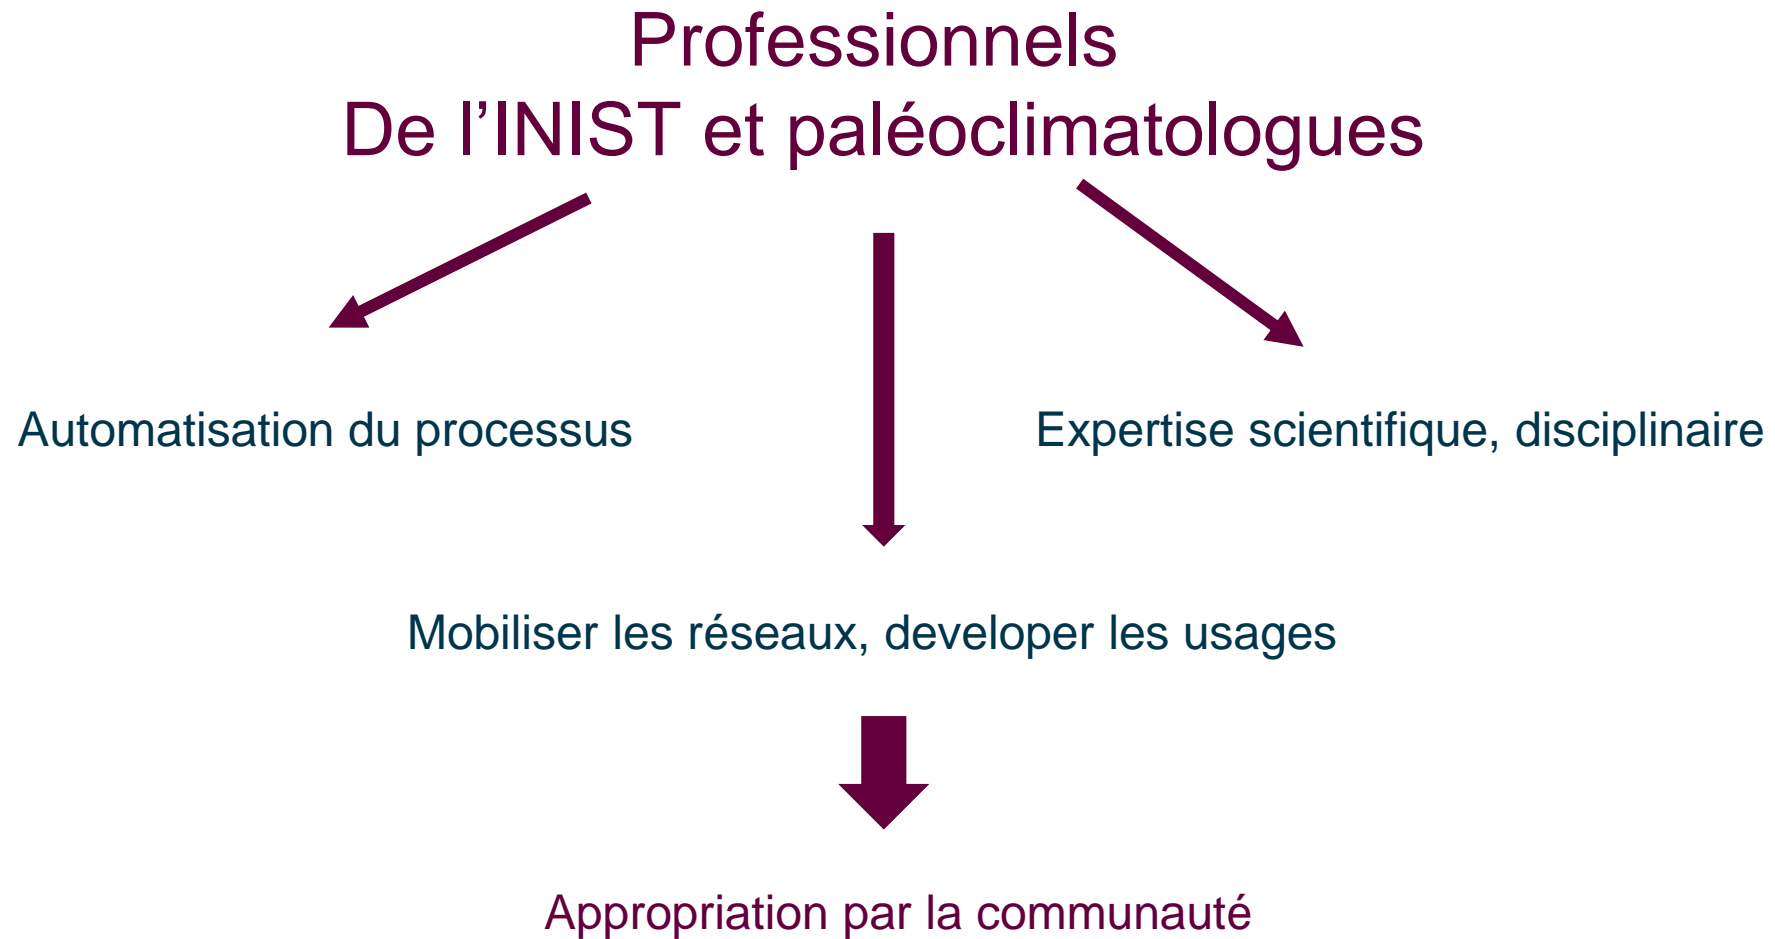 Professionnels
De l’INIST et paléoclimatologues
Automatisation du processus
Expertise scientifique, disciplinaire
Mobiliser les réseaux, developer les usages
Appropriation par la communauté